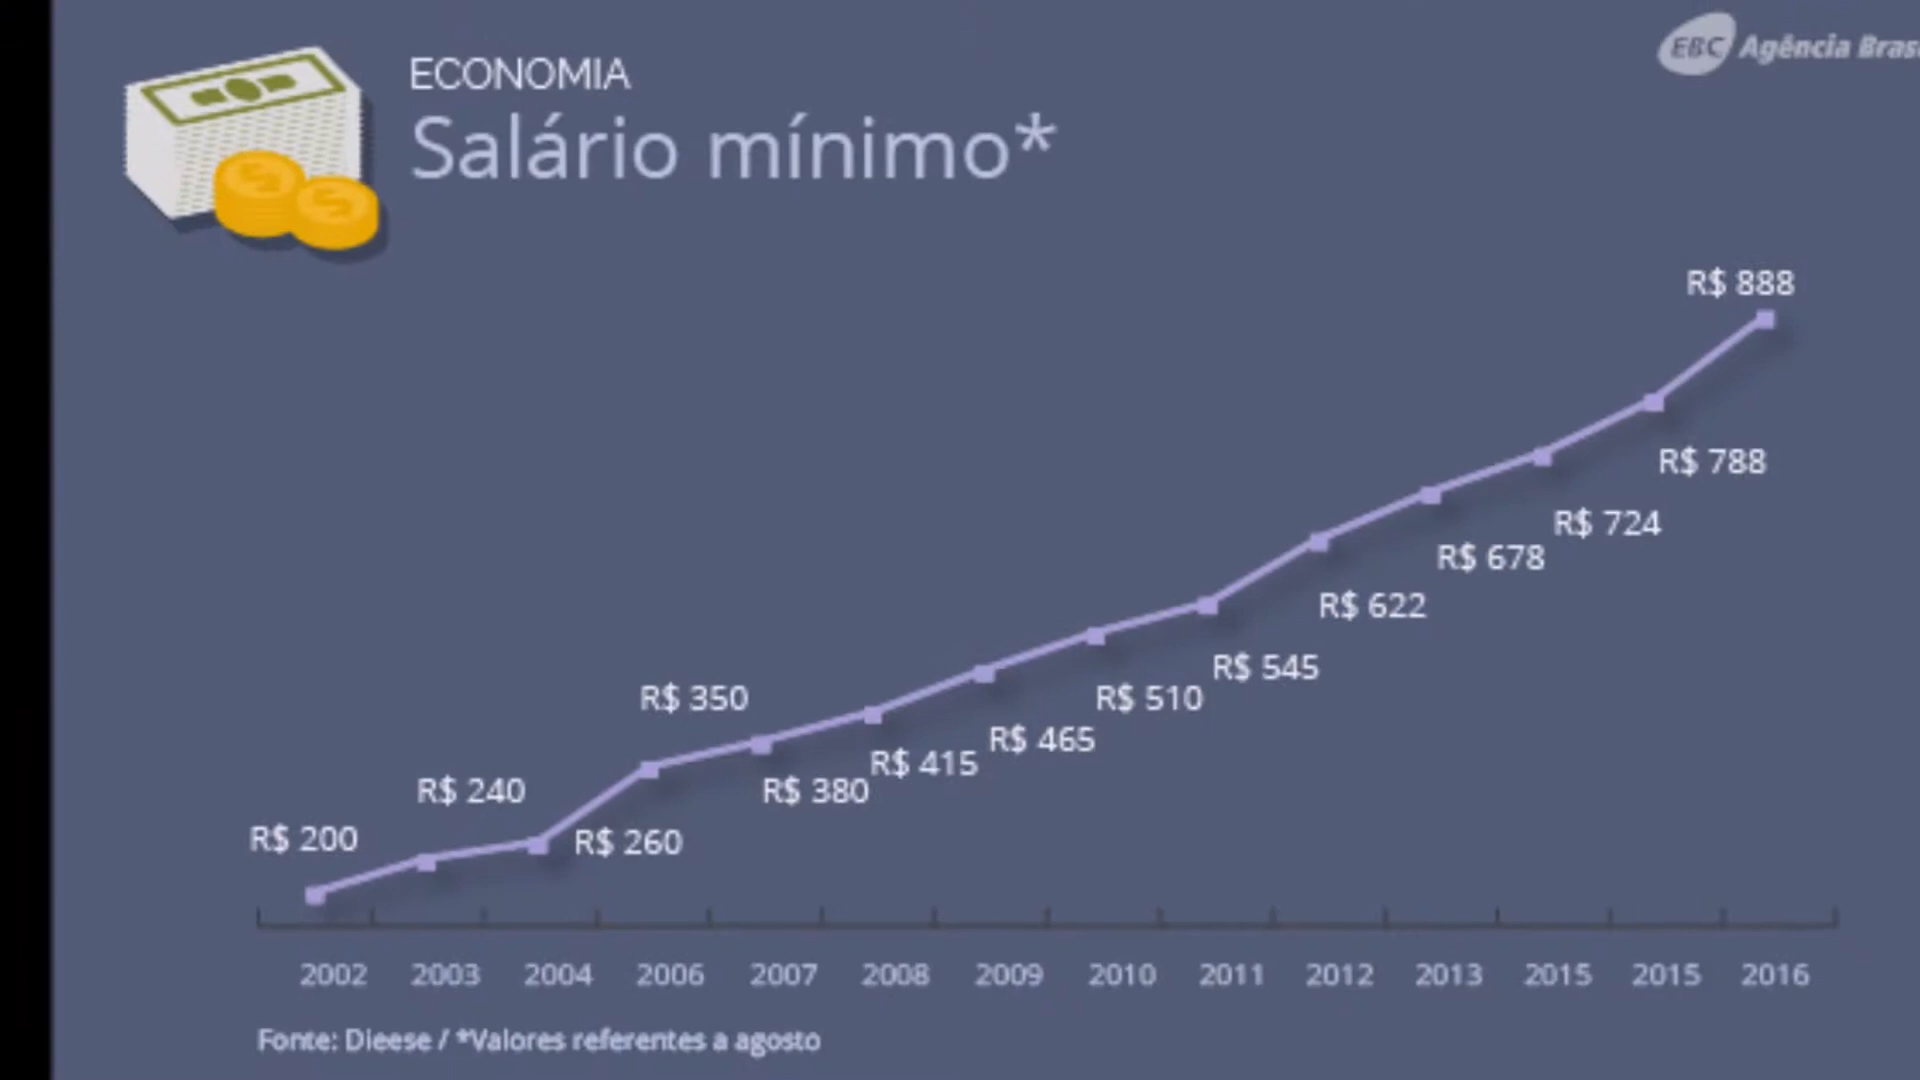 EBC Agência Bras
ECONOMIA
Salário mínimo*
R$ 888
R$ 788
R$ 724
R$ 678
R$ 622
R$ 545
R$ 510
R$ 350
R$ 465
R$ 415
R$ 380
R$ 240
R$ 260
R$ 200
2002 2003 2004 2006 2007 2008 2009 2010 2011 2012 2013 2015 2015 2016
Fonte: Dieese / *Valores referentes a agosto